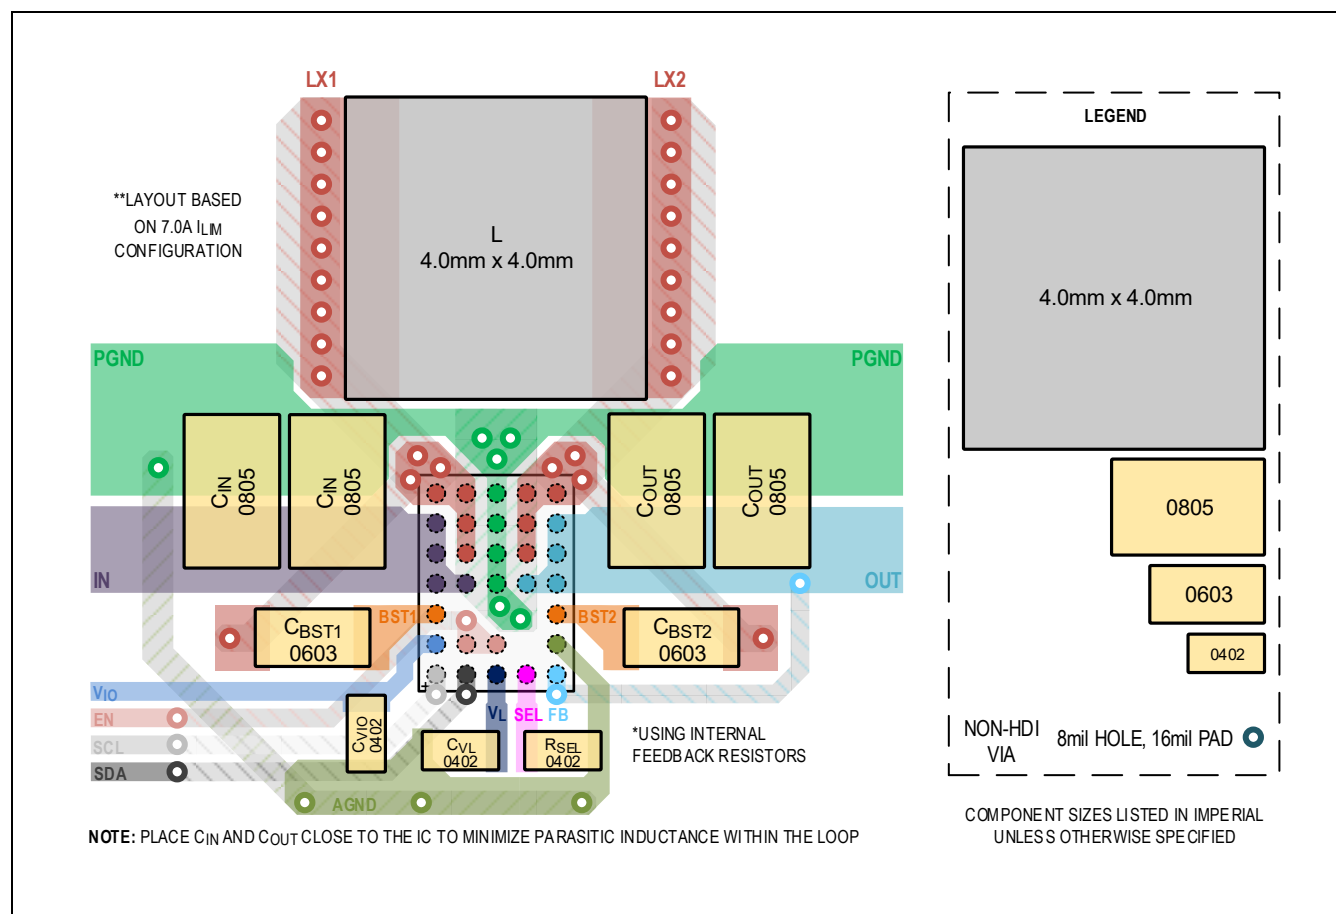 LX1
LX2
**LAYOUT BASED
ON 7.0A ILIM
CONFIGURATION
L
4.0mm x 4.0mm
PGND
PGND
CIN
0805
CIN
0805
COUT
0805
COUT
0805
IN
OUT
BST1
BST2
CBST1
0603
CBST2
0603
VIO
EN
SCL
SDA
CVIO
0402
+
VL
SEL
FB
CVL
0402
RSEL
0402
*USING INTERNAL
FEEDBACK RESISTORS
AGND
NOTE: PLACE CIN AND COUT CLOSE TO THE IC TO MINIMIZE PARASITIC INDUCTANCE WITHIN THE LOOP
LEGEND
4.0mm x 4.0mm
0805
0603
0402
NON-HDI
VIA
8mil HOLE, 16mil PAD
COMPONENT SIZES LISTED IN IMPERIAL
UNLESS OTHERWISE SPECIFIED